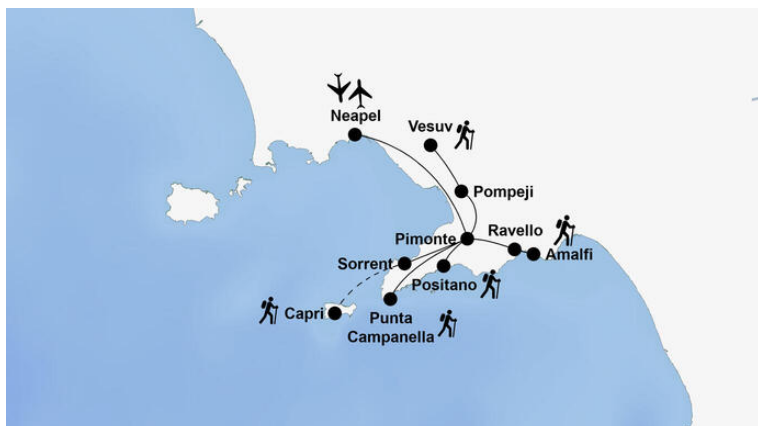 Neapel
Vesuv
Pompeji
Pimonte
Ravello
Amalfi
Sorrent
Positano
Capri
Punta
Campanella